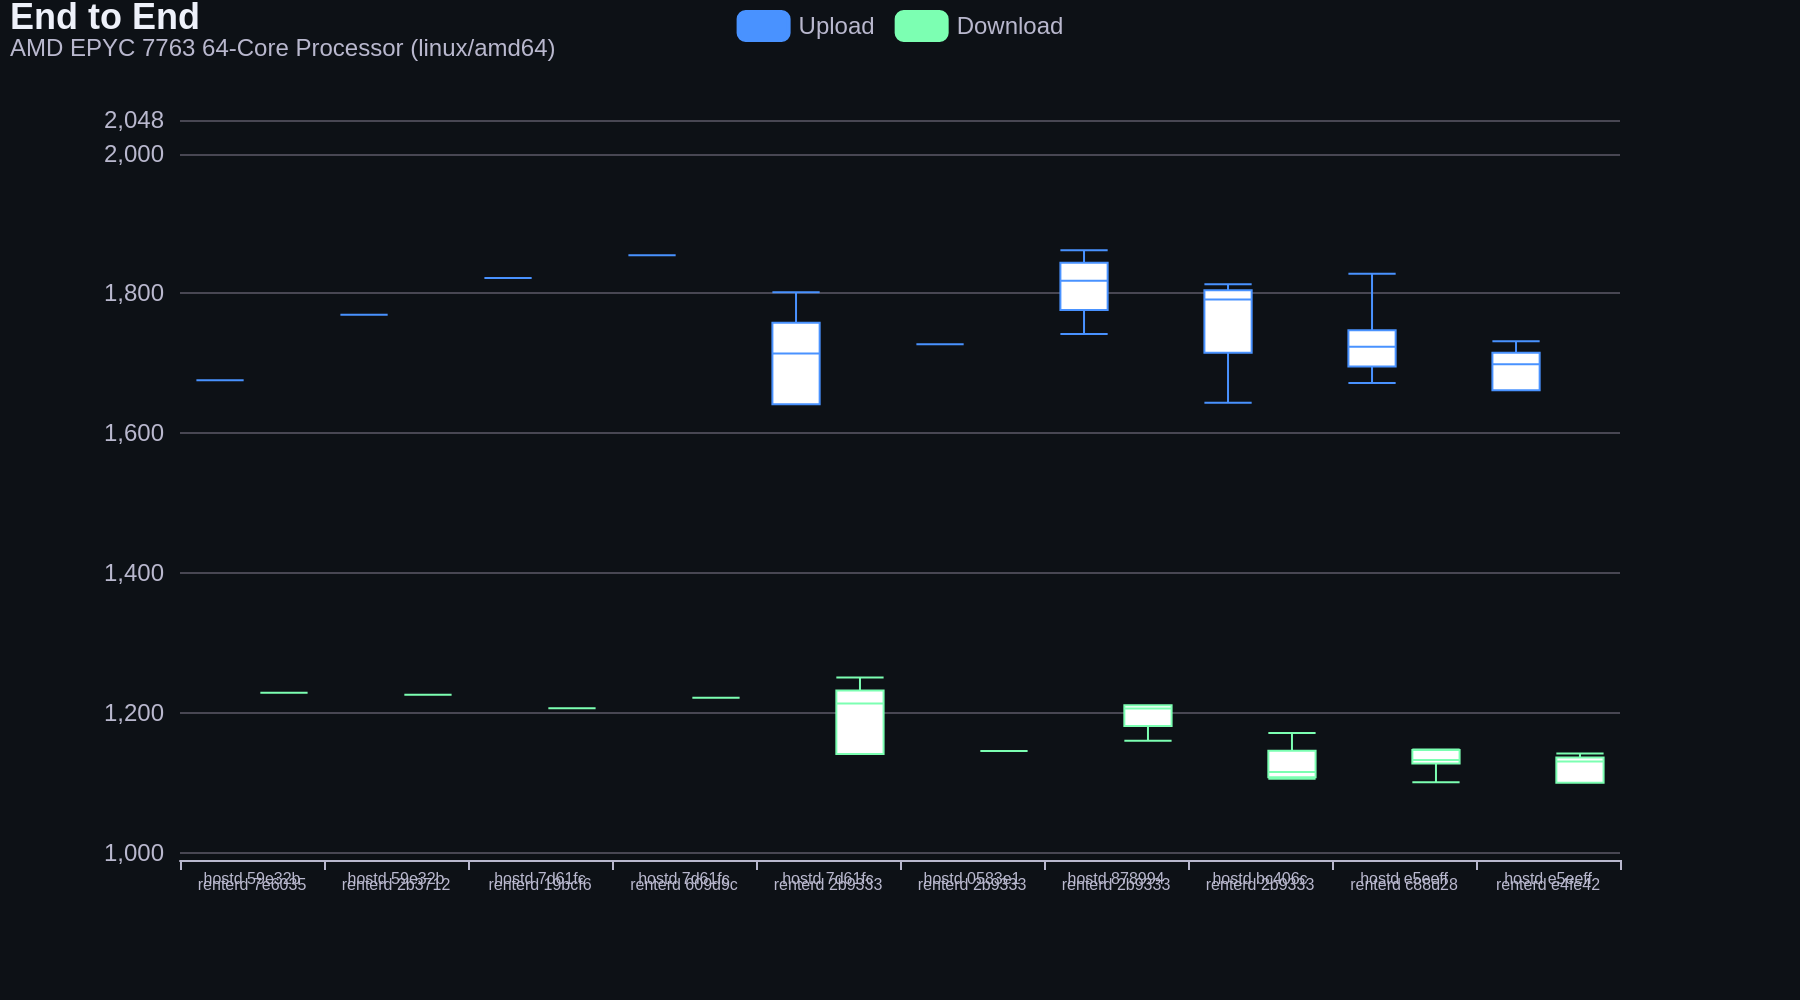 End to End
AMD EPYC 7763 64-Core Processor (linux/amd64)
Upload
Download
2,048
2,000
1,800
1,600
1,400
1,200
1,000
hostd 59e32b
renterd 7e6035
hostd 59e32b
renterd 2b3712
hostd 7d61fc
renterd 19bcf6
hostd 7d61fc
renterd 609d9c
hostd 7d61fc
renterd 2b9333
hostd 0583e1
renterd 2b9333
hostd 878994
renterd 2b9333
hostd bc406c
renterd 2b9333
hostd e5eeff
renterd c88d28
hostd e5eeff
renterd e4fe42